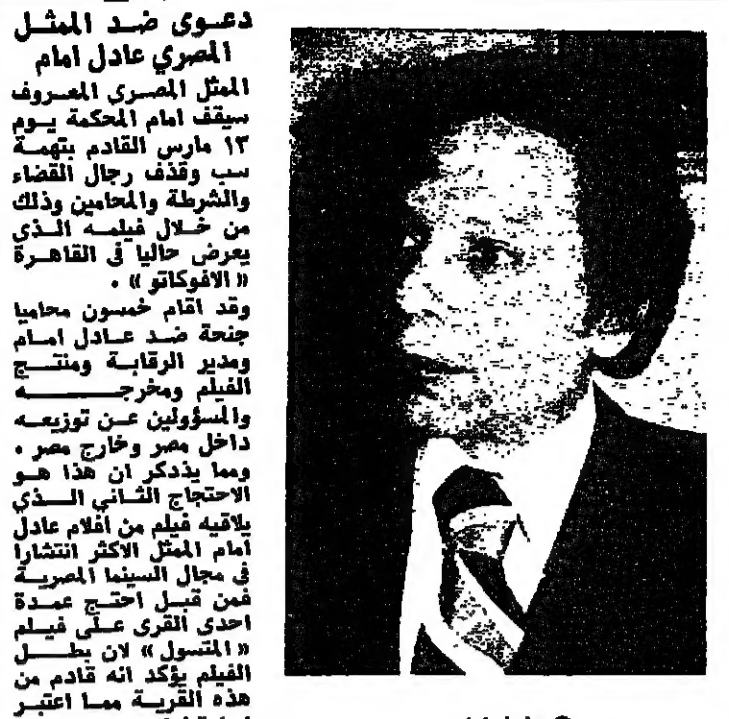 دعوى ضد الممثل
المصري عادل امام
الممثل المصري المعروف
سيقف امام المحكمة يوم
١٣ مارس القادم بتهمة
سب وقذف رجال القضاء
والشرطة والمحامين وذلك
من خلال فيلمه الذي
يعرض حاليا في القاهرة
« الافوكاتو » .
وقد اقام خمسون محاميا
جنحة ضد عادل امام
ومدير الرقابة ومنتج
الفيلم ومخرجه
والمسؤولين عن توزيعه
داخل مصر وخارج مصر .
ومما يذدكر ان هذا هو
الاحتجاج الثاني الذي
يلاقيه فيلم من افلام عادل
امام الممثل الاكثر انتشارا
في مجال السينما المصرية
فمن قبل احتج عمدة
احدى القرى على فيلم
« المتسول » لان بطل
الفيلم يؤكد انه قادم من
هذه القرية مما اعتبر